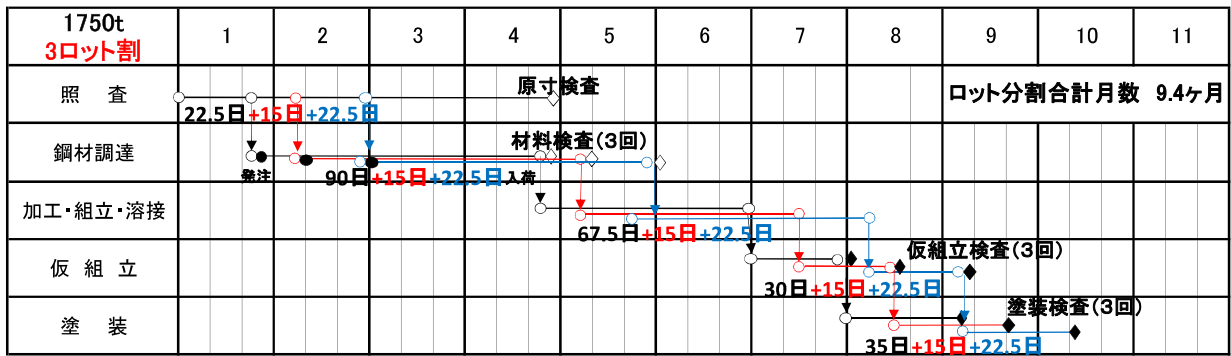 1750t
3ロット割
1 2 3 4 5 6 7 8 9 10 11
照 査
原寸検査
ロット分割合計月数 9.4ヶ月
22.5日+15日+22.5日
鋼材調達
材料検査(3回)
発注
90日+15日+22.5日入荷
加工・組立・溶接
67.5日+15日+22.5日
仮 組 立
仮組立検査(3回)
30日+15日+22.5日
塗 装
塗装検査(3回)
35日+15日+22.5日